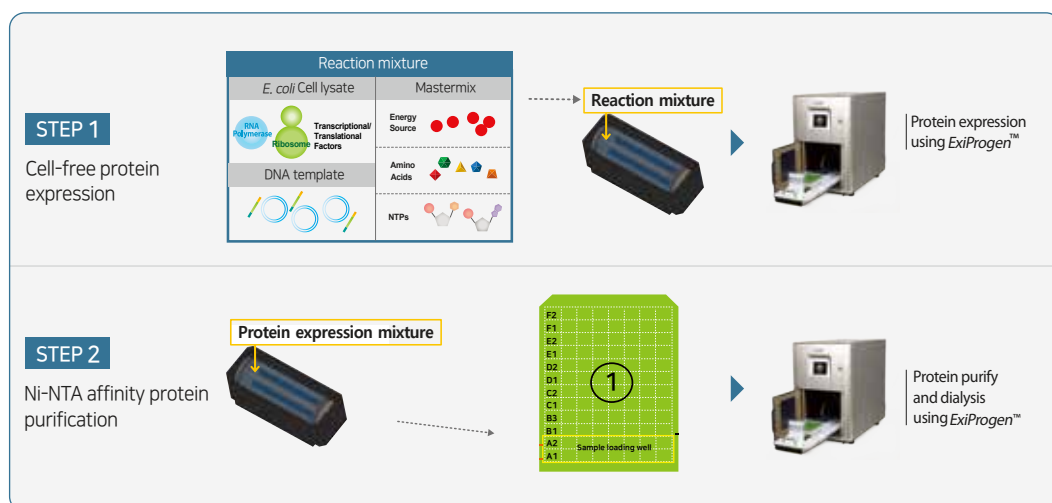 STEP 1
Cell-free protein
expression
Reaction mixture
E. coli Cell lysate
Mastermix
RNA
Polymerase
Ribosome
Transcriptional/
Translational
Factors
DNA template
Energy
Source
Amino
Acids
NTPs
Reaction mixture
Protein expression
using ExiProgen™
STEP 2
Ni-NTA affinity protein
purification
Protein expression mixture
F2
F1
E2
E1
D2
D1
C2
C1
B3
B1
A2
A1
1
Sample loading well
Protein purify
and dialysis
using ExiProgen™